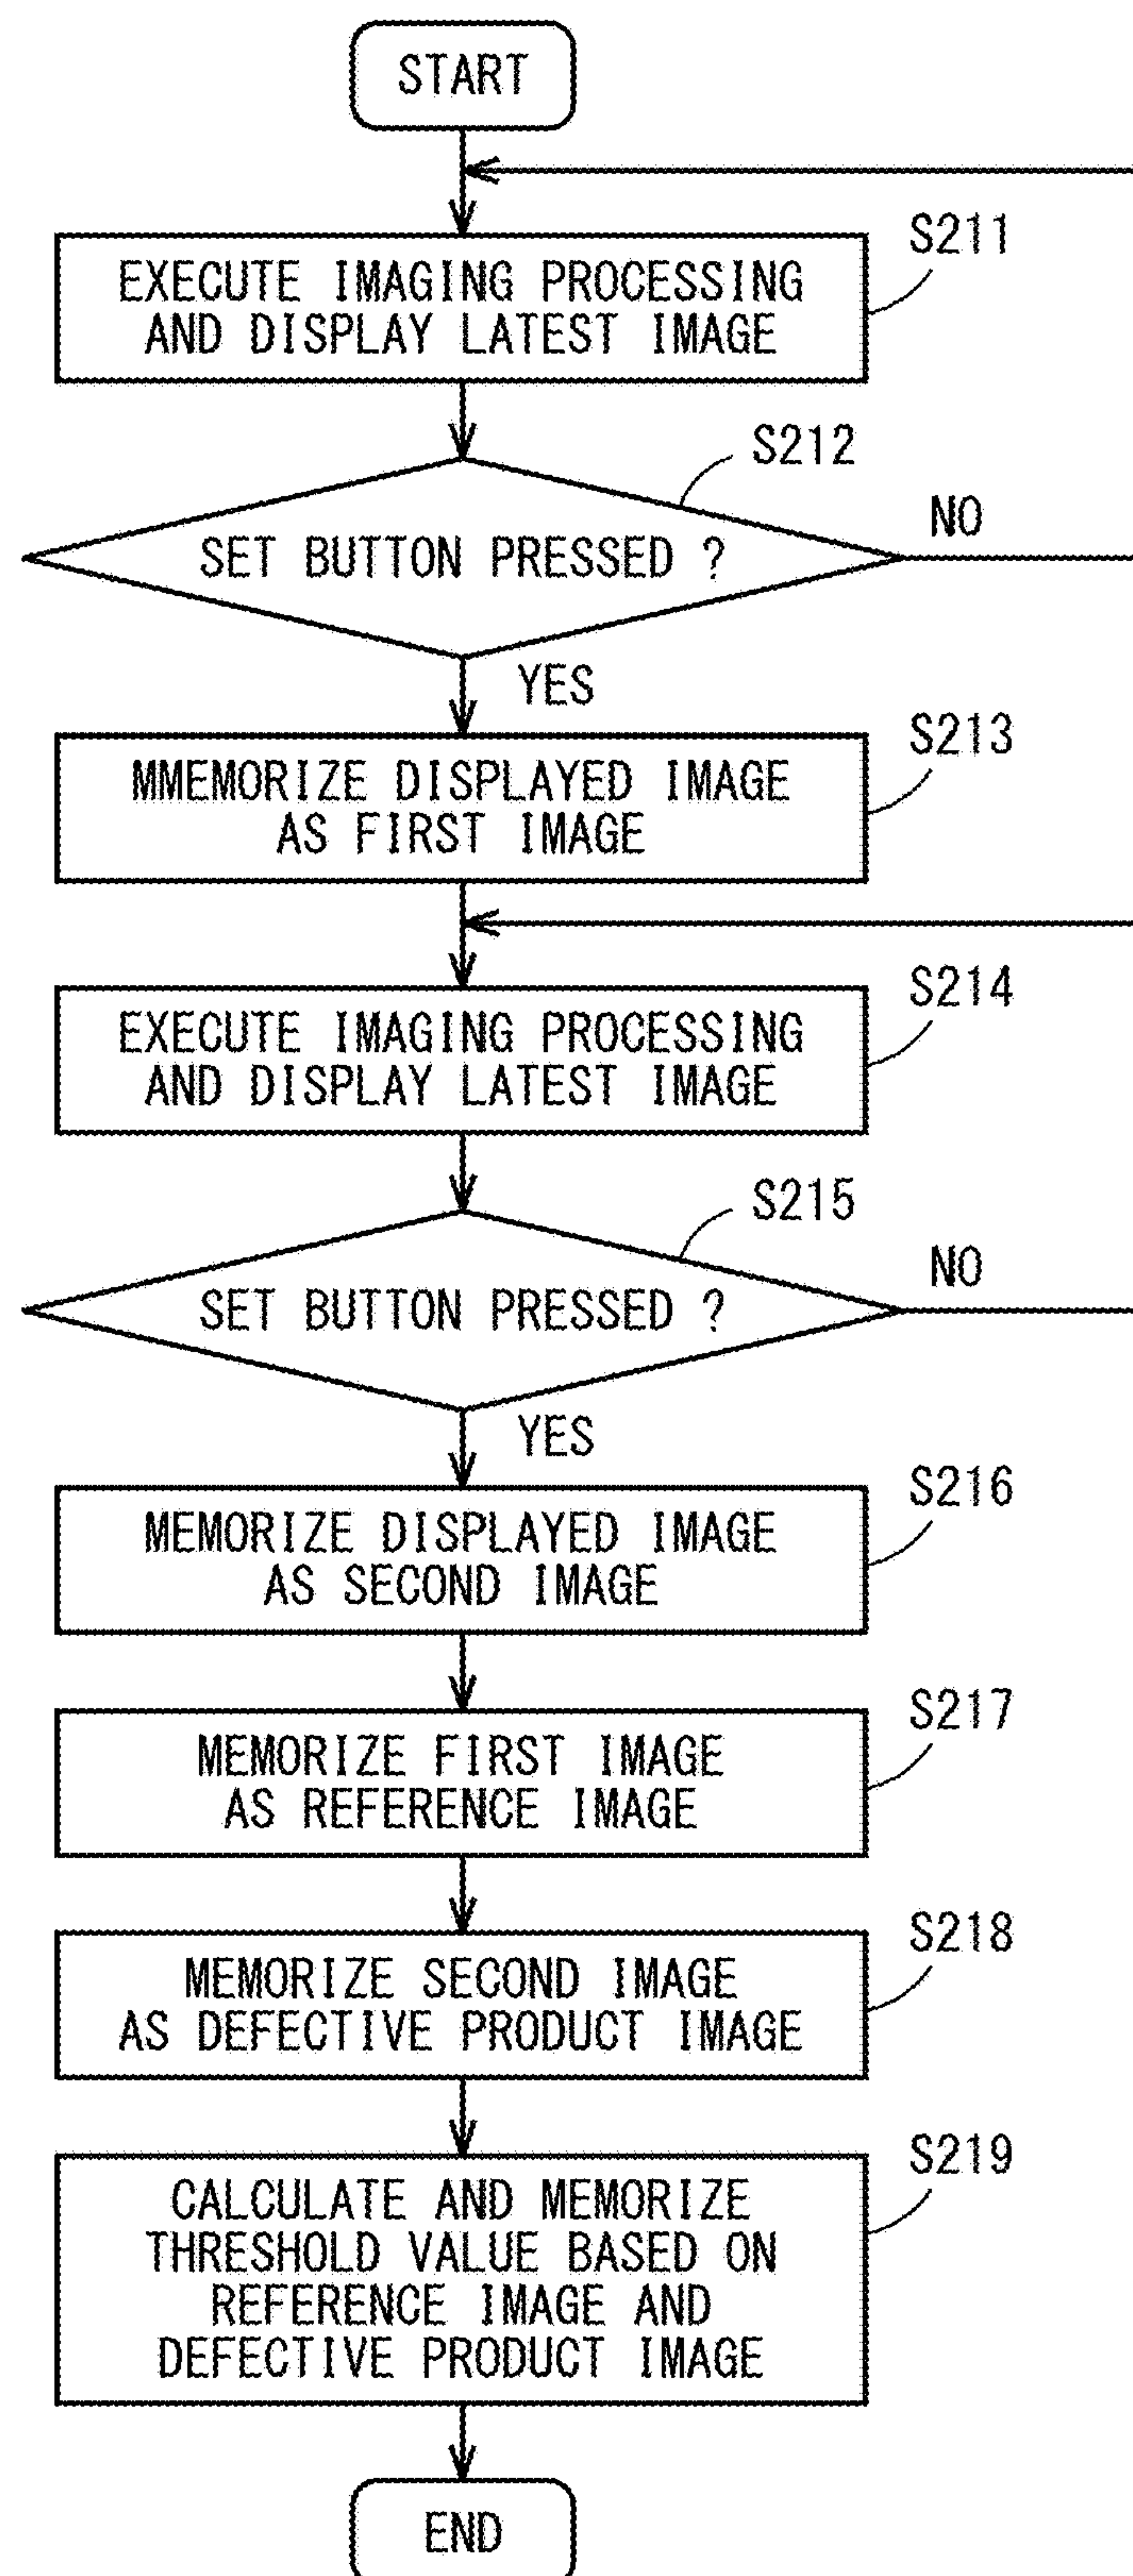 START
S211
EXECUTE IMAGING PROCESSING
AND DISPLAY LATEST IMAGE
S212
NO
SET BUTTON PRESSED ?
YES
S213
MMEMORIZE DISPLAYED IMAGE
AS FIRST IMAGE
S214
EXECUTE IMAGING PROCESSING
AND DISPLAY LATEST IMAGE
S215
NO
SET BUTTON PRESSED ?
YES
S216
MEMORIZE DISPLAYED IMAGE
AS SECOND IMAGE
S217
MEMORIZE FIRST IMAGE
AS REFERENCE IMAGE
S218
MEMORIZE SECOND IMAGE
AS DEFECTIVE PRODUCT IMAGE
S219
CALCULATE AND MEMORIZE
THRESHOLD VALUE BASED ON
REFERENCE IMAGE AND
DEFECTIVE PRODUCT IMAGE
END